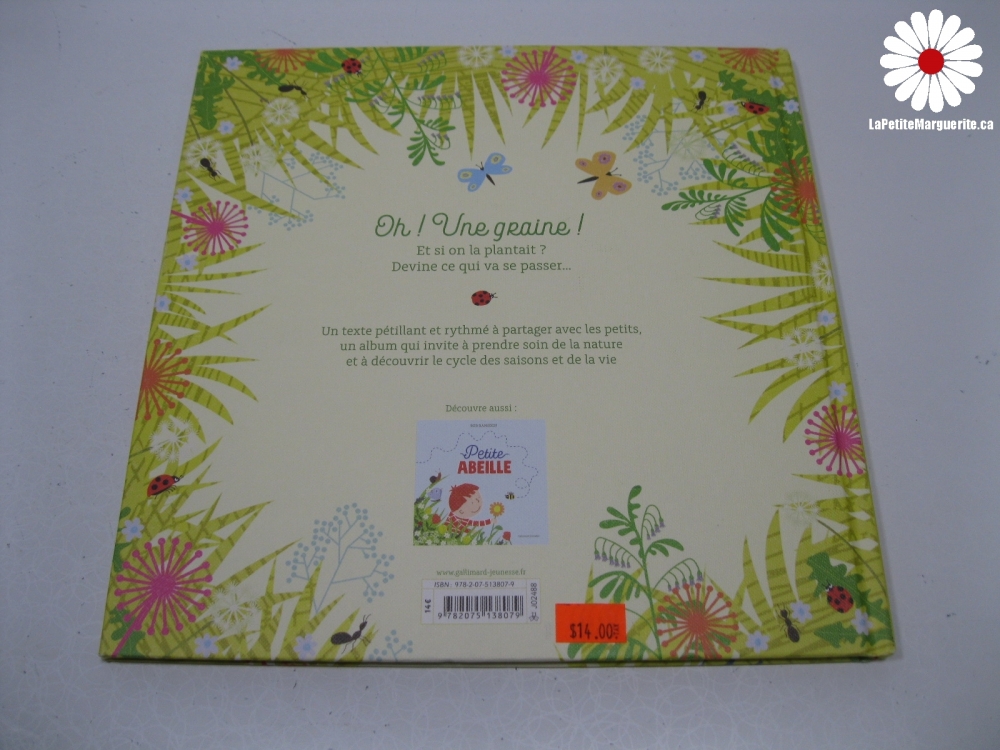 LaPetiteMarguerite.ca
Oh ! Une graine !
Et si on la plantait ?
Devine ce qui va se passer...
Un texte pétillant et rythmé à partager avec les petits,
un album qui invite à prendre soin de la nature
et à découvrir le cycle des saisons et de la vie
Découvre aussi :
Petite
ABEILLE
www.gallimard-jeunesse.fr
ISBN : 978-2-07-513807-9
14 €
9 782075 138079
J02488
$14.00